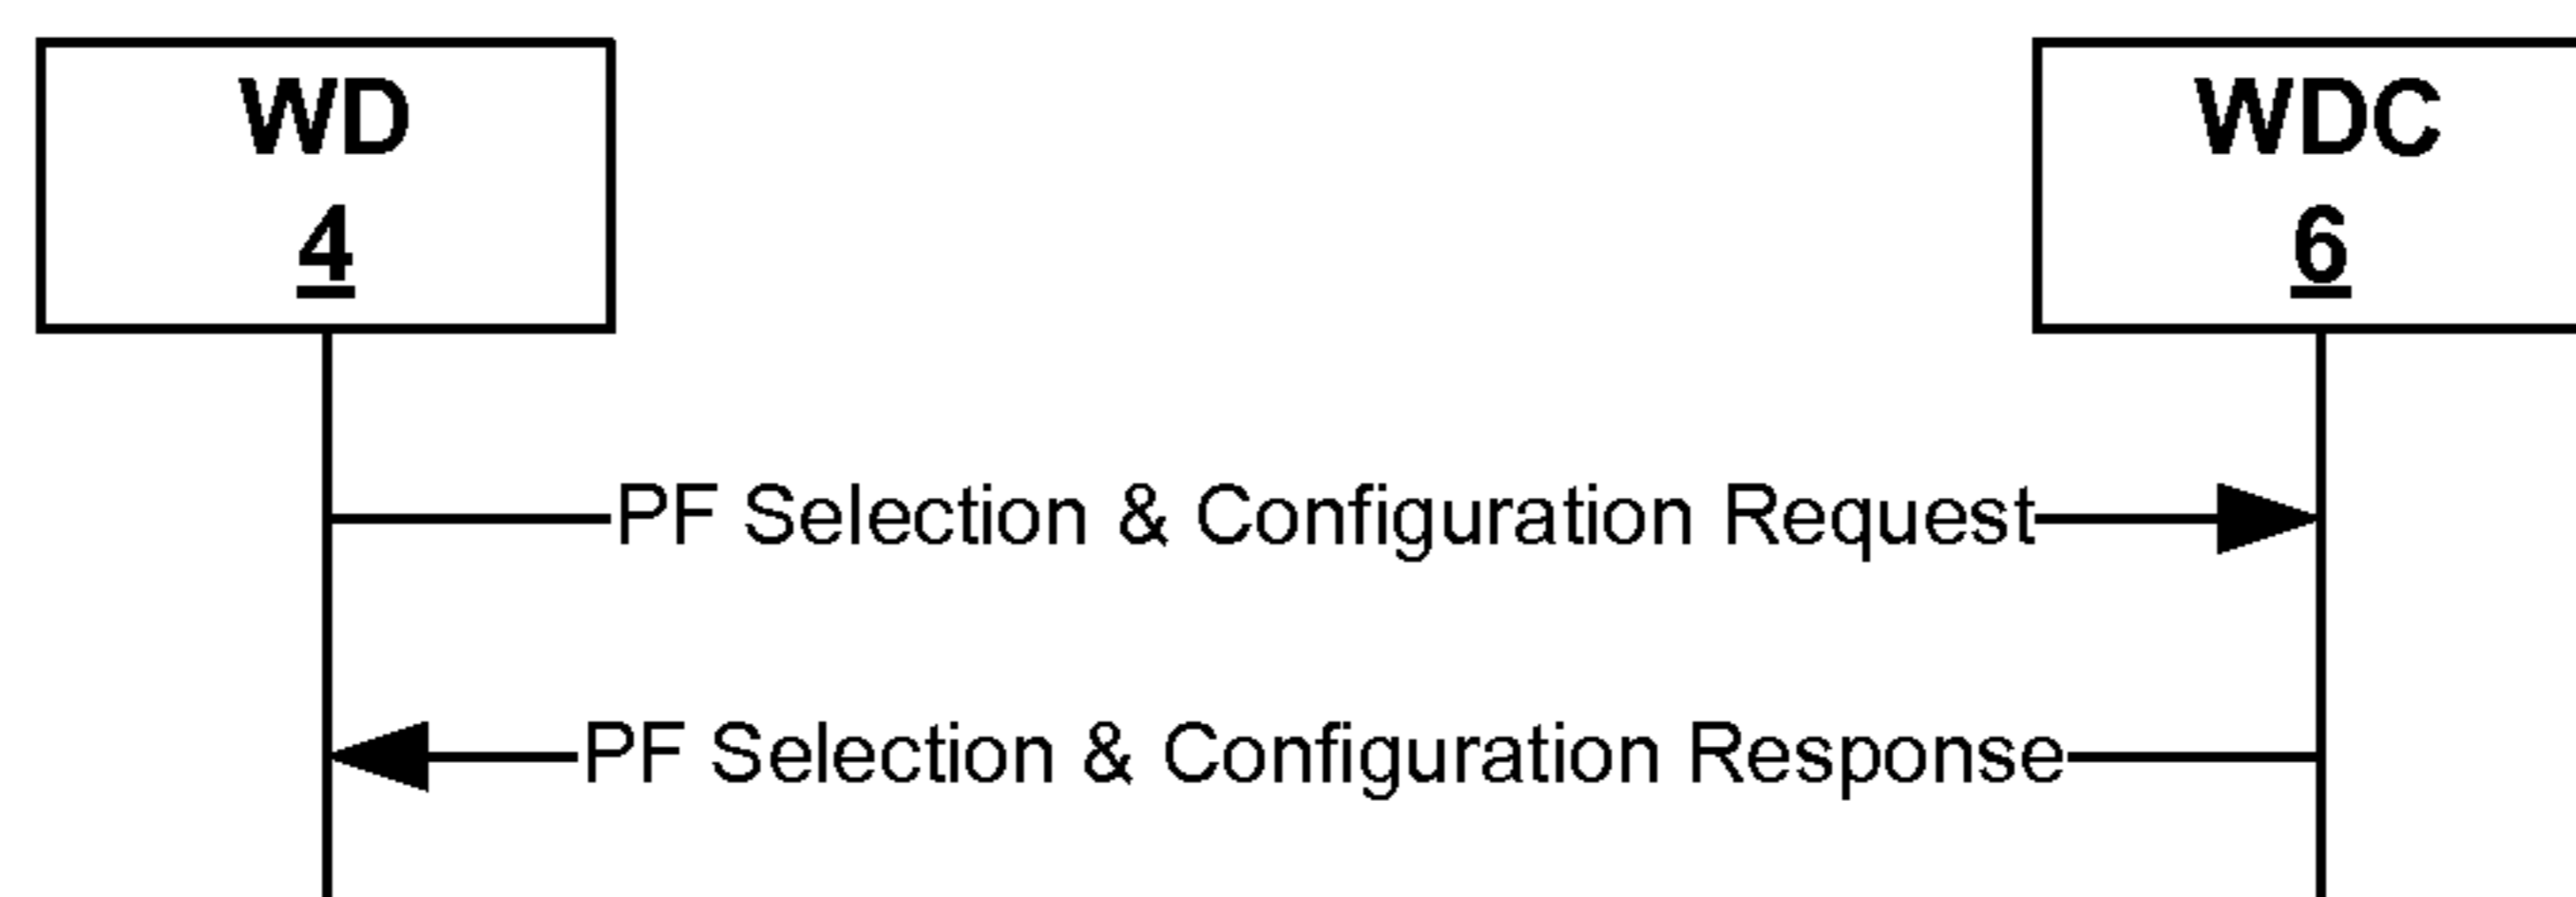 WD
4
WDC
6
PF Selection & Configuration Request
PF Selection & Configuration Response